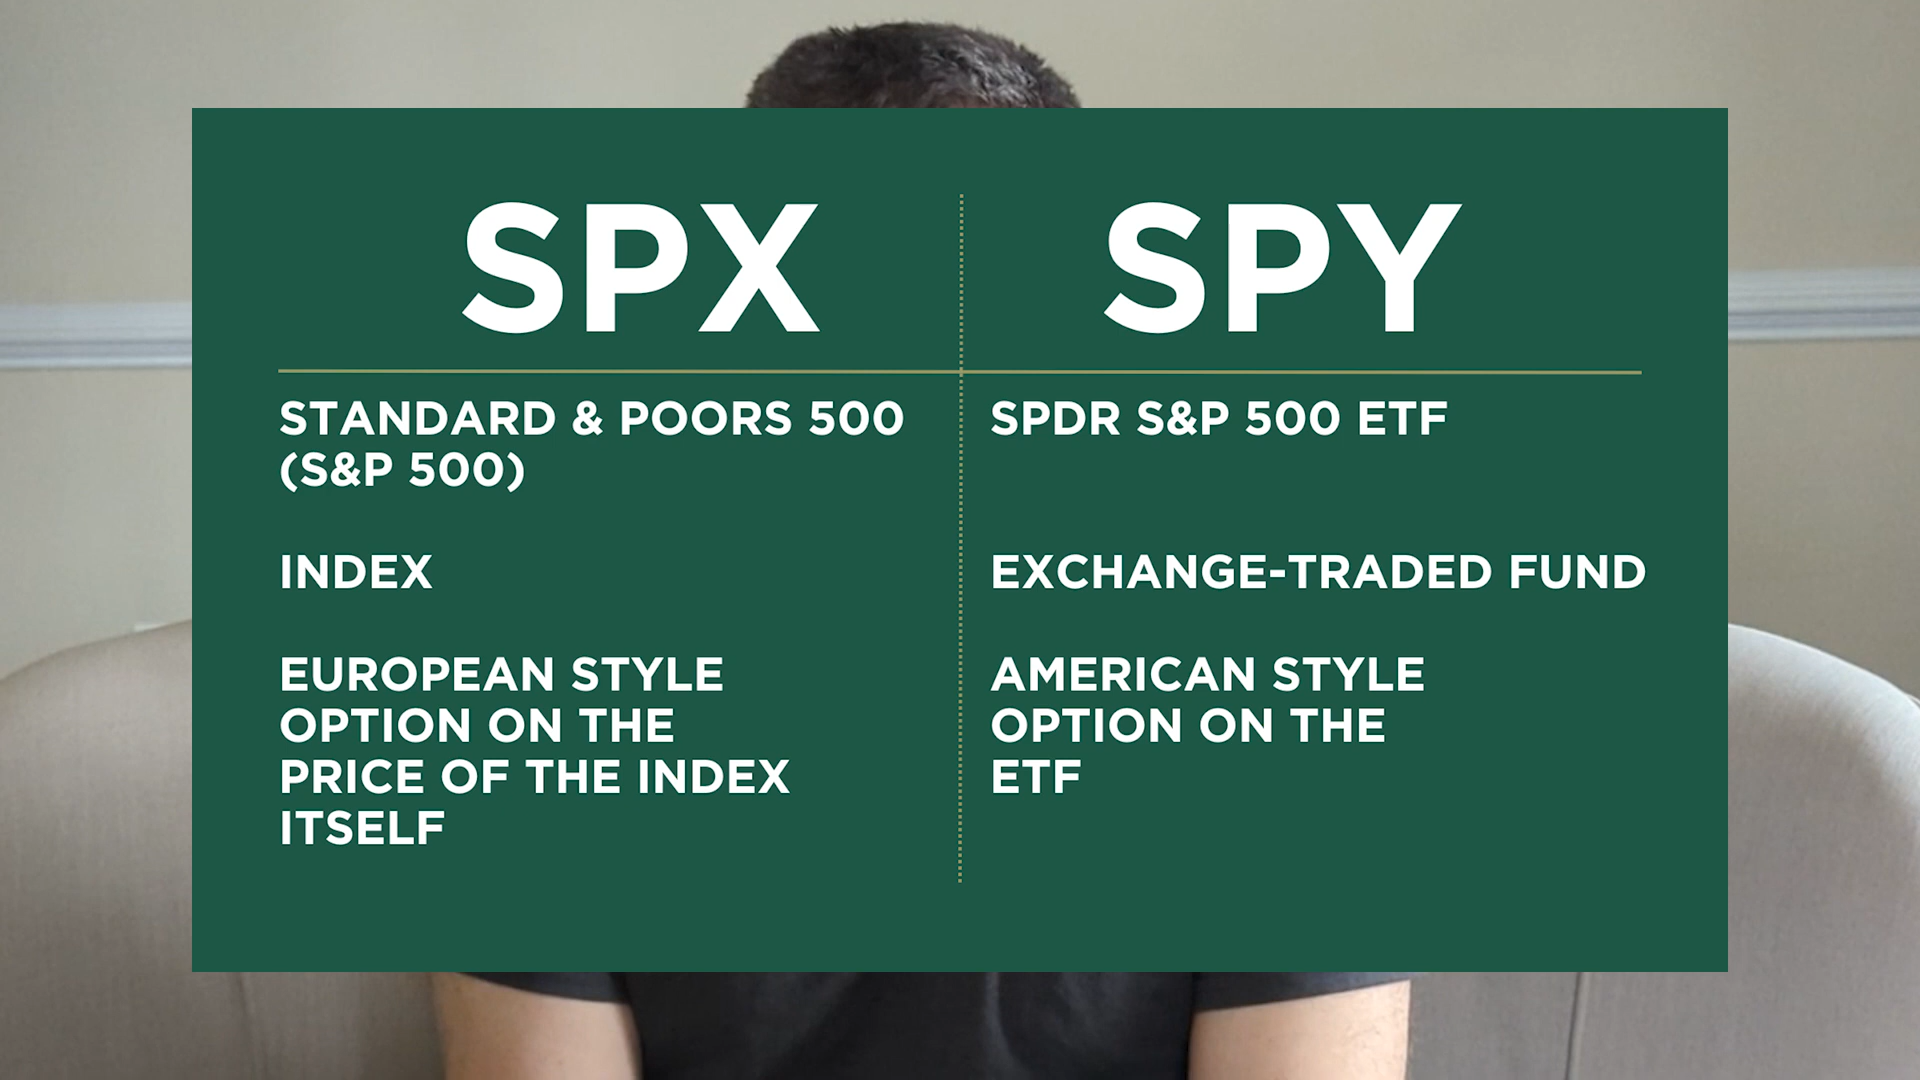 SPX
STANDARD & POORS 500
(S&P 500)
INDEX
EUROPEAN STYLE
OPTION ON THE
PRICE OF THE INDEX
ITSELF
SPY
SPDR S&P 500 ETF
EXCHANGE-TRADED FUND
AMERICAN STYLE
OPTION ON THE
ETF